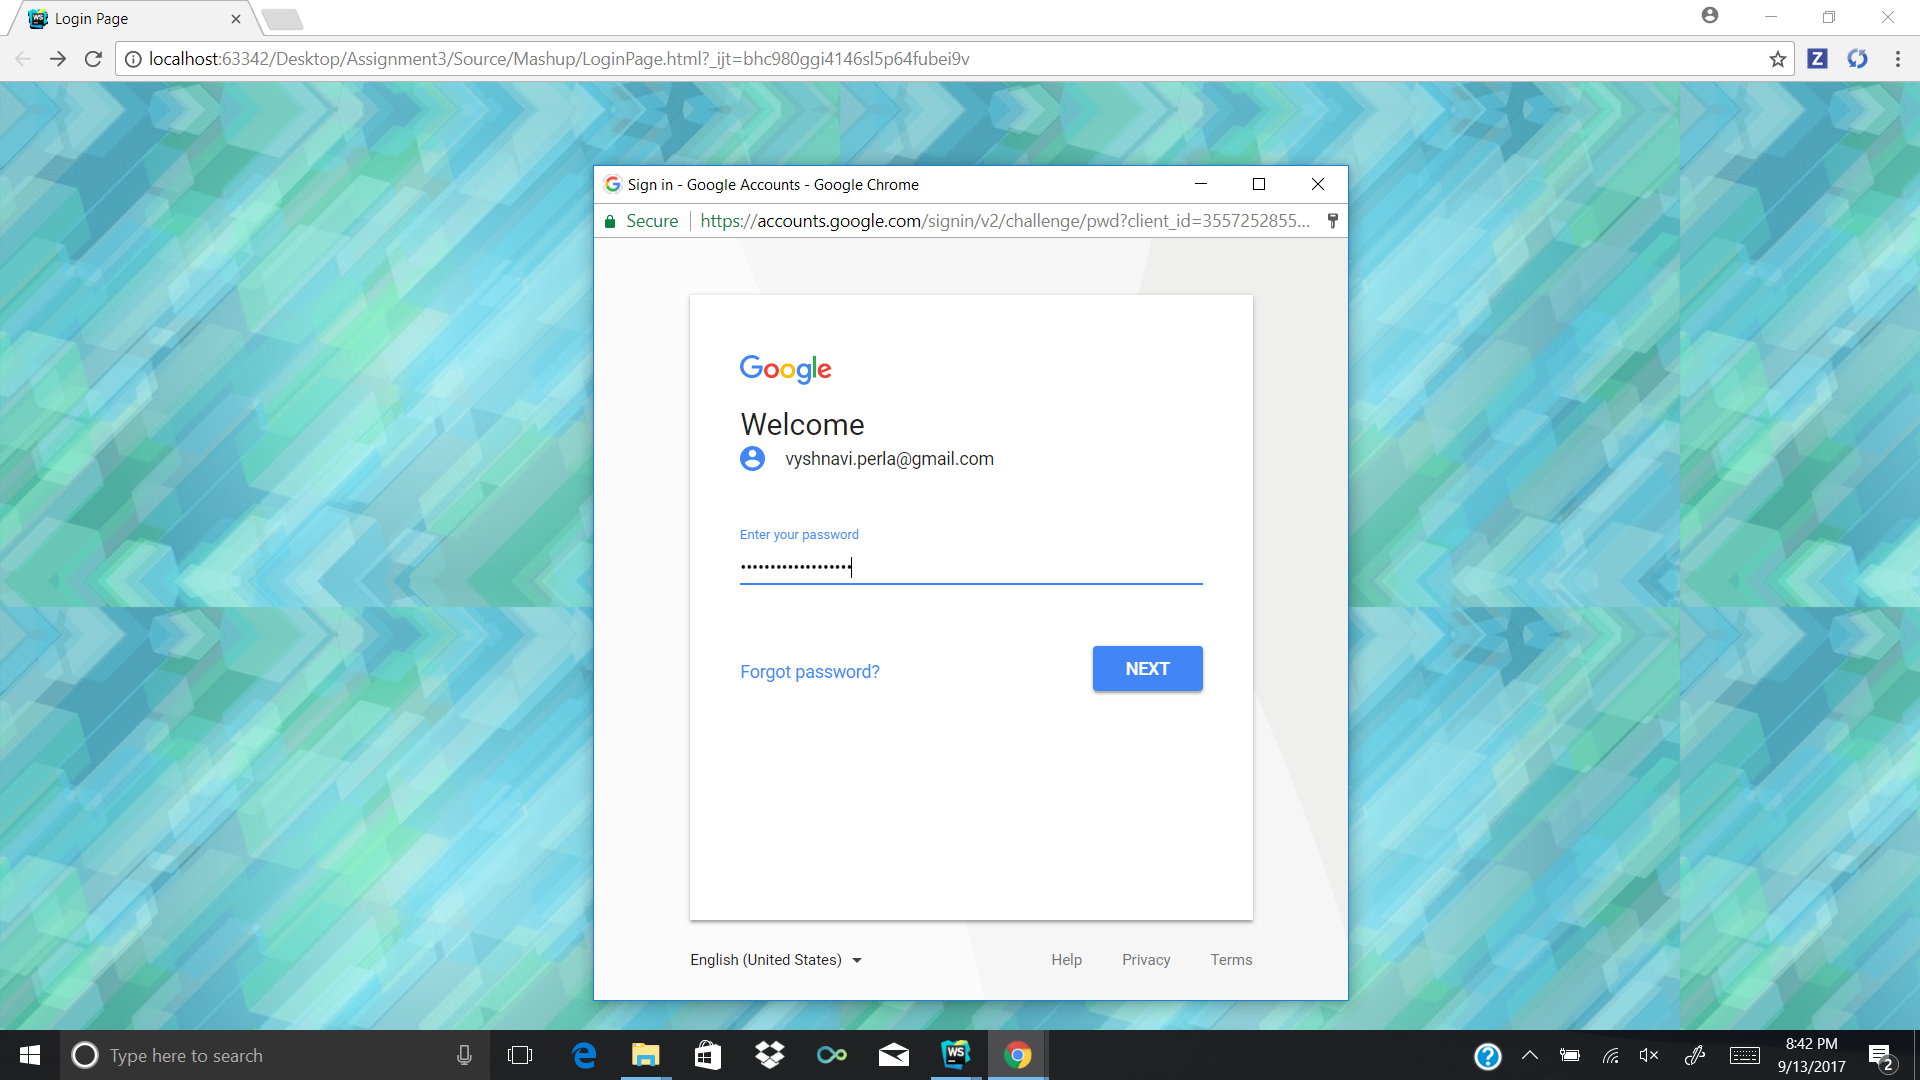 Login Page
localhost:63342/Desktop/Assignment3/Source/Mashup/LoginPage.html?_ijt=bhc980ggi4146sl5p64fubei9v
Z
Sign in - Google Accounts - Google Chrome
Secure
https://accounts.google.com/signin/v2/challenge/pwd?client_id=3557252855...
Google
Welcome
vyshnavi.perla@gmail.com
Enter your password
•••••••••••••••••••
Forgot password?
NEXT
English (United States)
Help Privacy Terms
Type here to search
WS
8:42 PM
9/13/2017
2